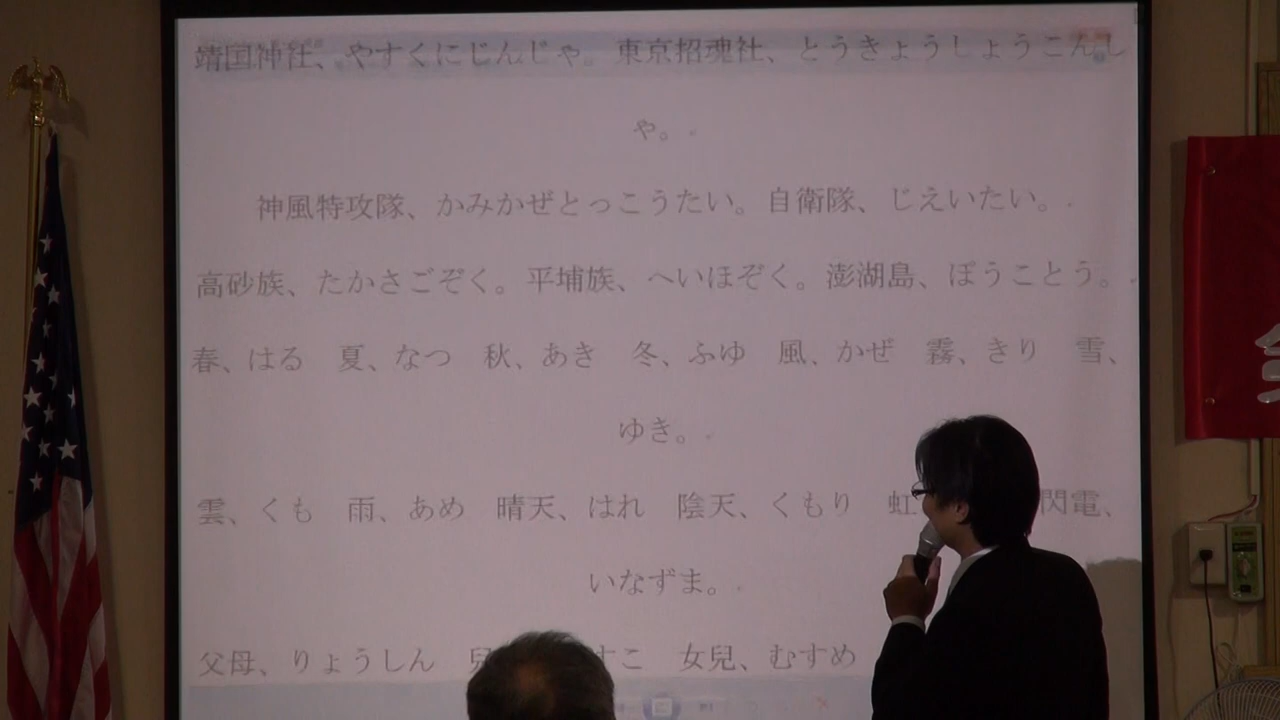 靖国神社、やすくにじんじゃ。東京招魂社、とうきょうしょうこんし
ゃ。
神風特攻隊、かみかぜとっこうたい。自衛隊、じえいたい。
高砂族、たかさごぞく。平埔族、へいほぞく。澎湖島、ぼうことう。
春、はる　夏、なつ　秋、あき　冬、ふゆ　風、かぜ　霧、きり　雪、
ゆき。
雲、くも　雨、あめ　晴天、はれ　陰天、くもり　虹 閃電、
いなずま。
父母、りょうしん　兒 すこ　女兒、むすめ